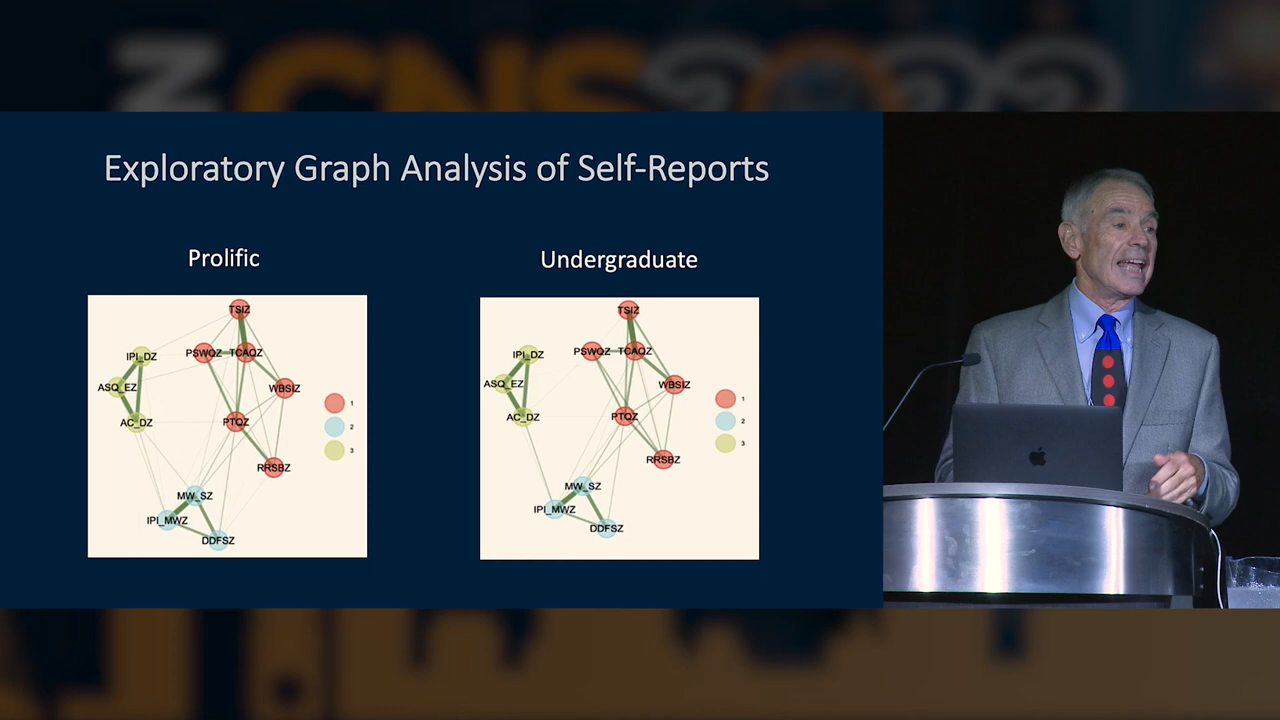 CNS2022
Exploratory Graph Analysis of Self-Reports
Prolific
Undergraduate
TSIZ
PSWQZ
TCAQZ
IPI_DZ
ASQ_EZ
WBSIZ
AC_DZ
PTQZ
RRSBZ
MW_SZ
IPI_MWZ
DDFSZ
1
2
3
TSIZ
PSWQZ
TCAQZ
IPI_DZ
ASQ_EZ
WBSIZ
AC_DZ
PTQZ
RRSBZ
MW_SZ
IPI_MWZ
DDFSZ
1
2
3